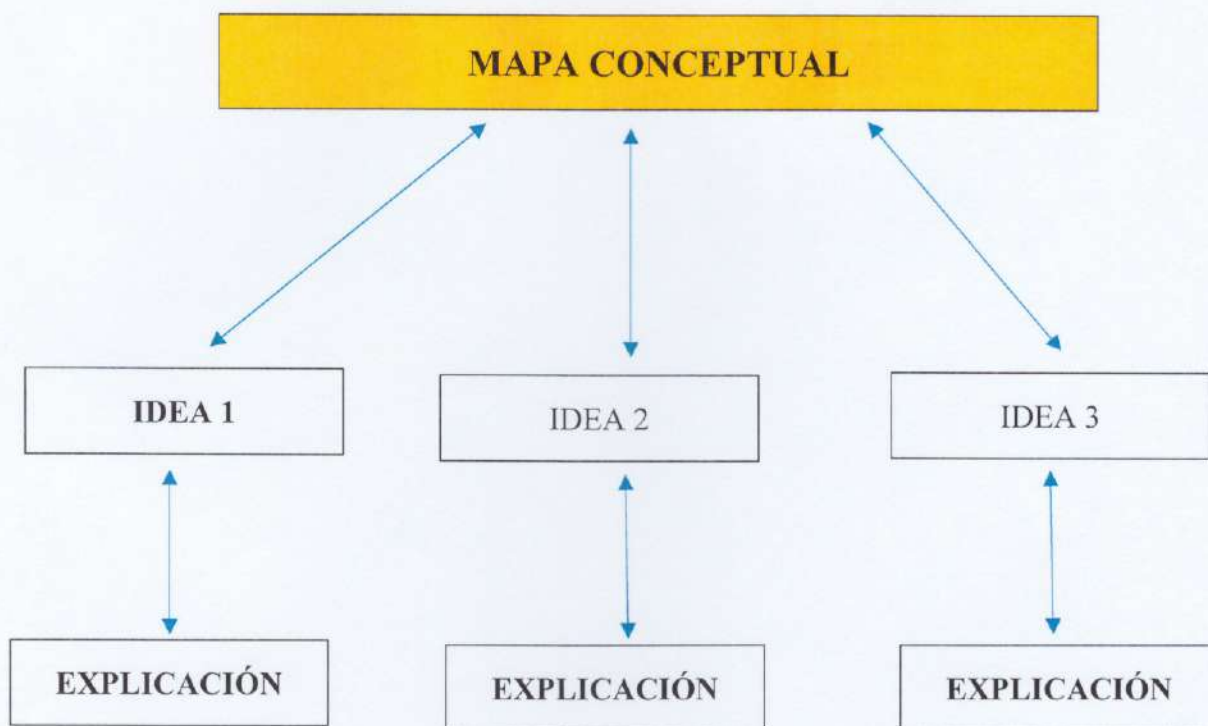 MAPA CONCEPTUAL
IDEA 1
IDEA 2
IDEA 3
EXPLICACIÓN
EXPLICACIÓN
EXPLICACIÓN